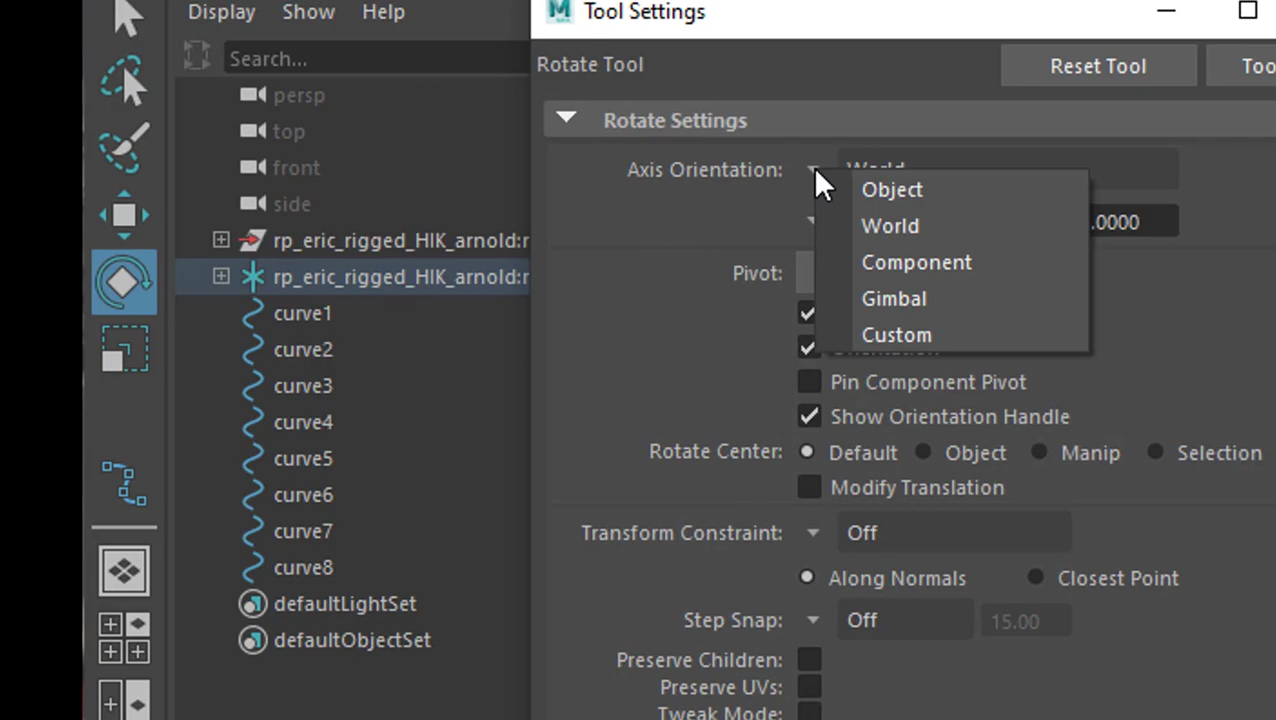 Display Show Help
Search...
persp
top
front
side
rp_eric_rigged_HIK_arnold:r
rp_eric_rigged_HIK_arnold:r
curve1
curve2
curve3
curve4
curve5
curve6
curve7
curve8
defaultLightSet
defaultObjectSet
Tool Settings
Rotate Tool
Reset Tool
Too
Rotate Settings
Axis Orientation: World
Object
World
Component
Gimbal
Custom
.0000
Pivot:
Orientation
Pin Component Pivot
Show Orientation Handle
Rotate Center: Default Object Manip Selection
Modify Translation
Transform Constraint: Off
Along Normals Closest Point
Step Snap: Off 15.00
Preserve Children:
Preserve UVs:
Tweak Mode: